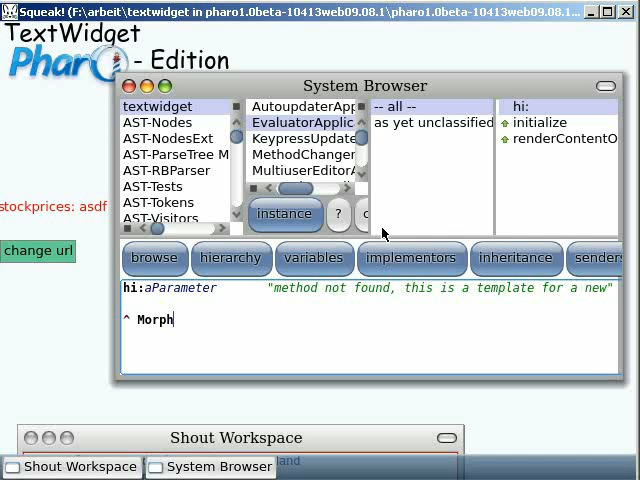 Squeak! (F:\arbeit\textwidget in pharo1.0beta-10413web09.08.1\pharo1.0beta-10413web09.08.1...
TextWidget
Pharo - Edition
System Browser
textwidget
AST-Nodes
AST-NodesExt
AST-ParseTree M
AST-RBParser
AST-Tests
AST-Tokens
AST-Visitors
AutoupdaterApp
EvaluatorApplic
KeypressUpdate
MethodChanger
MultiuserEditorA
instance
?
-- all --
as yet unclassified
hi:
initialize
renderContentO
stockprices: asdf
change url
browse
hierarchy
variables
implementors
inheritance
senders
hi:aParameter "method not found, this is a template for a new"
^ Morph
Shout Workspace
land
Shout Workspace
System Browser